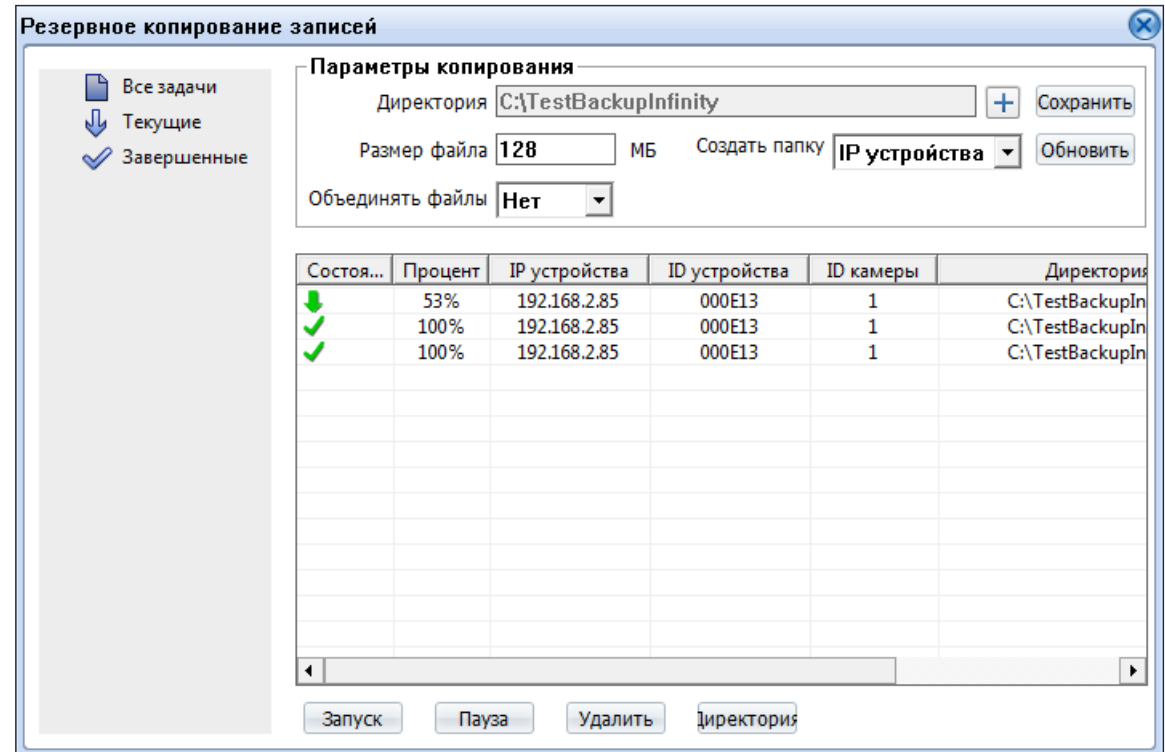 Резервное копирование записей
Все задачи
Текущие
Завершенные
Параметры копирования
Директория C:\TestBackupInfinity Сохранить
Размер файла 128 МБ Создать папку IP устройства Обновить
Объединять файлы Нет
Состоя... Процент IP устройства ID устройства ID камеры Директория
53% 192.168.2.85 000E13 1 C:\TestBackupIn
100% 192.168.2.85 000E13 1 C:\TestBackupIn
100% 192.168.2.85 000E13 1 C:\TestBackupIn
Запуск Пауза Удалить Директория